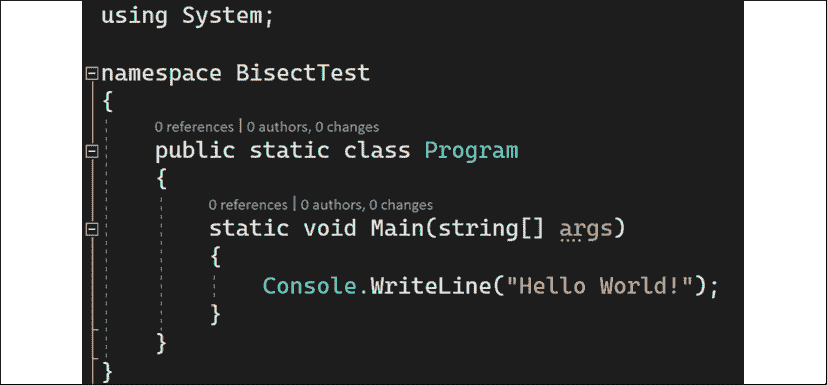 using System;
namespace BisectTest
{
0 references | 0 authors, 0 changes
public static class Program
{
0 references | 0 authors, 0 changes
static void Main(string[] args)
{
Console.WriteLine("Hello World!");
}
}
}